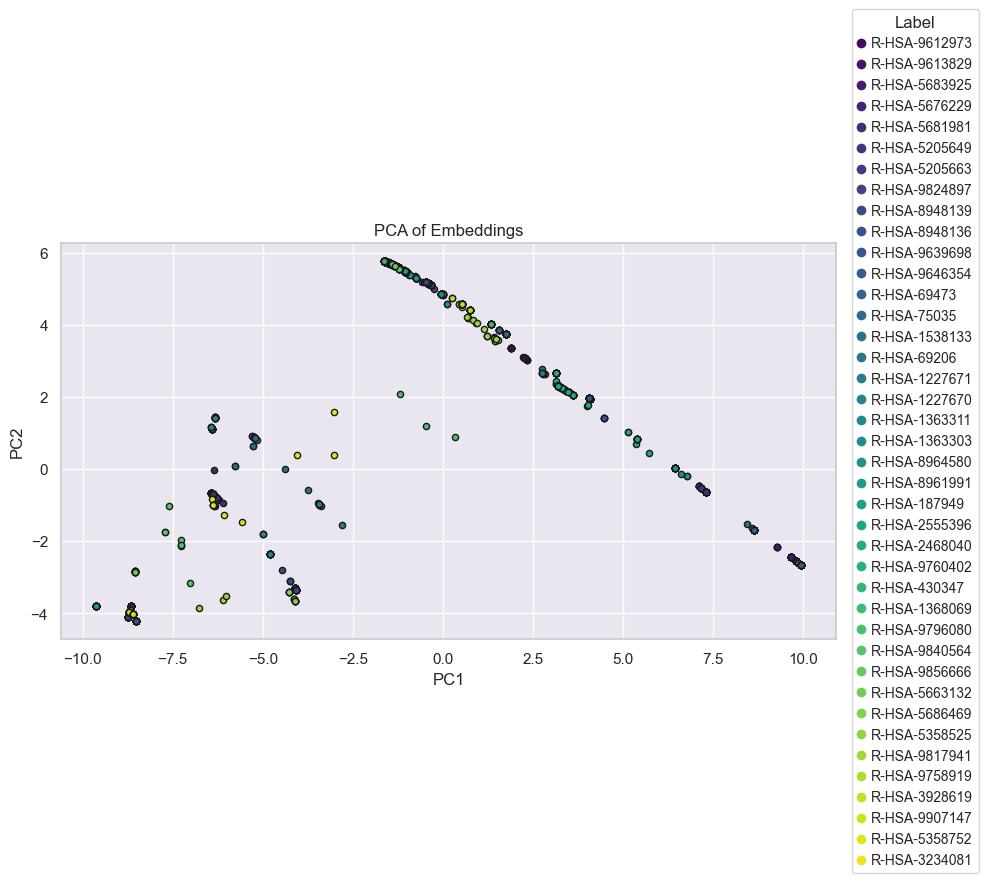 Label
R-HSA-9612973
R-HSA-9613829
R-HSA-5683925
R-HSA-5676229
R-HSA-5681981
R-HSA-5205649
R-HSA-5205663
R-HSA-9824897
R-HSA-8948139
R-HSA-8948136
R-HSA-9639698
R-HSA-9646354
R-HSA-69473
R-HSA-75035
R-HSA-1538133
R-HSA-69206
R-HSA-1227671
R-HSA-1227670
R-HSA-1363311
R-HSA-1363303
R-HSA-8964580
R-HSA-8961991
R-HSA-187949
R-HSA-2555396
R-HSA-2468040
R-HSA-9760402
R-HSA-430347
R-HSA-1368069
R-HSA-9796080
R-HSA-9840564
R-HSA-9856666
R-HSA-5663132
R-HSA-5686469
R-HSA-5358525
R-HSA-9817941
R-HSA-9758919
R-HSA-3928619
R-HSA-9907147
R-HSA-5358752
R-HSA-3234081
PCA of Embeddings
PC2
6
4
2
0
−2
−4
−10.0 −7.5 −5.0 −2.5 0.0 2.5 5.0 7.5 10.0
PC1